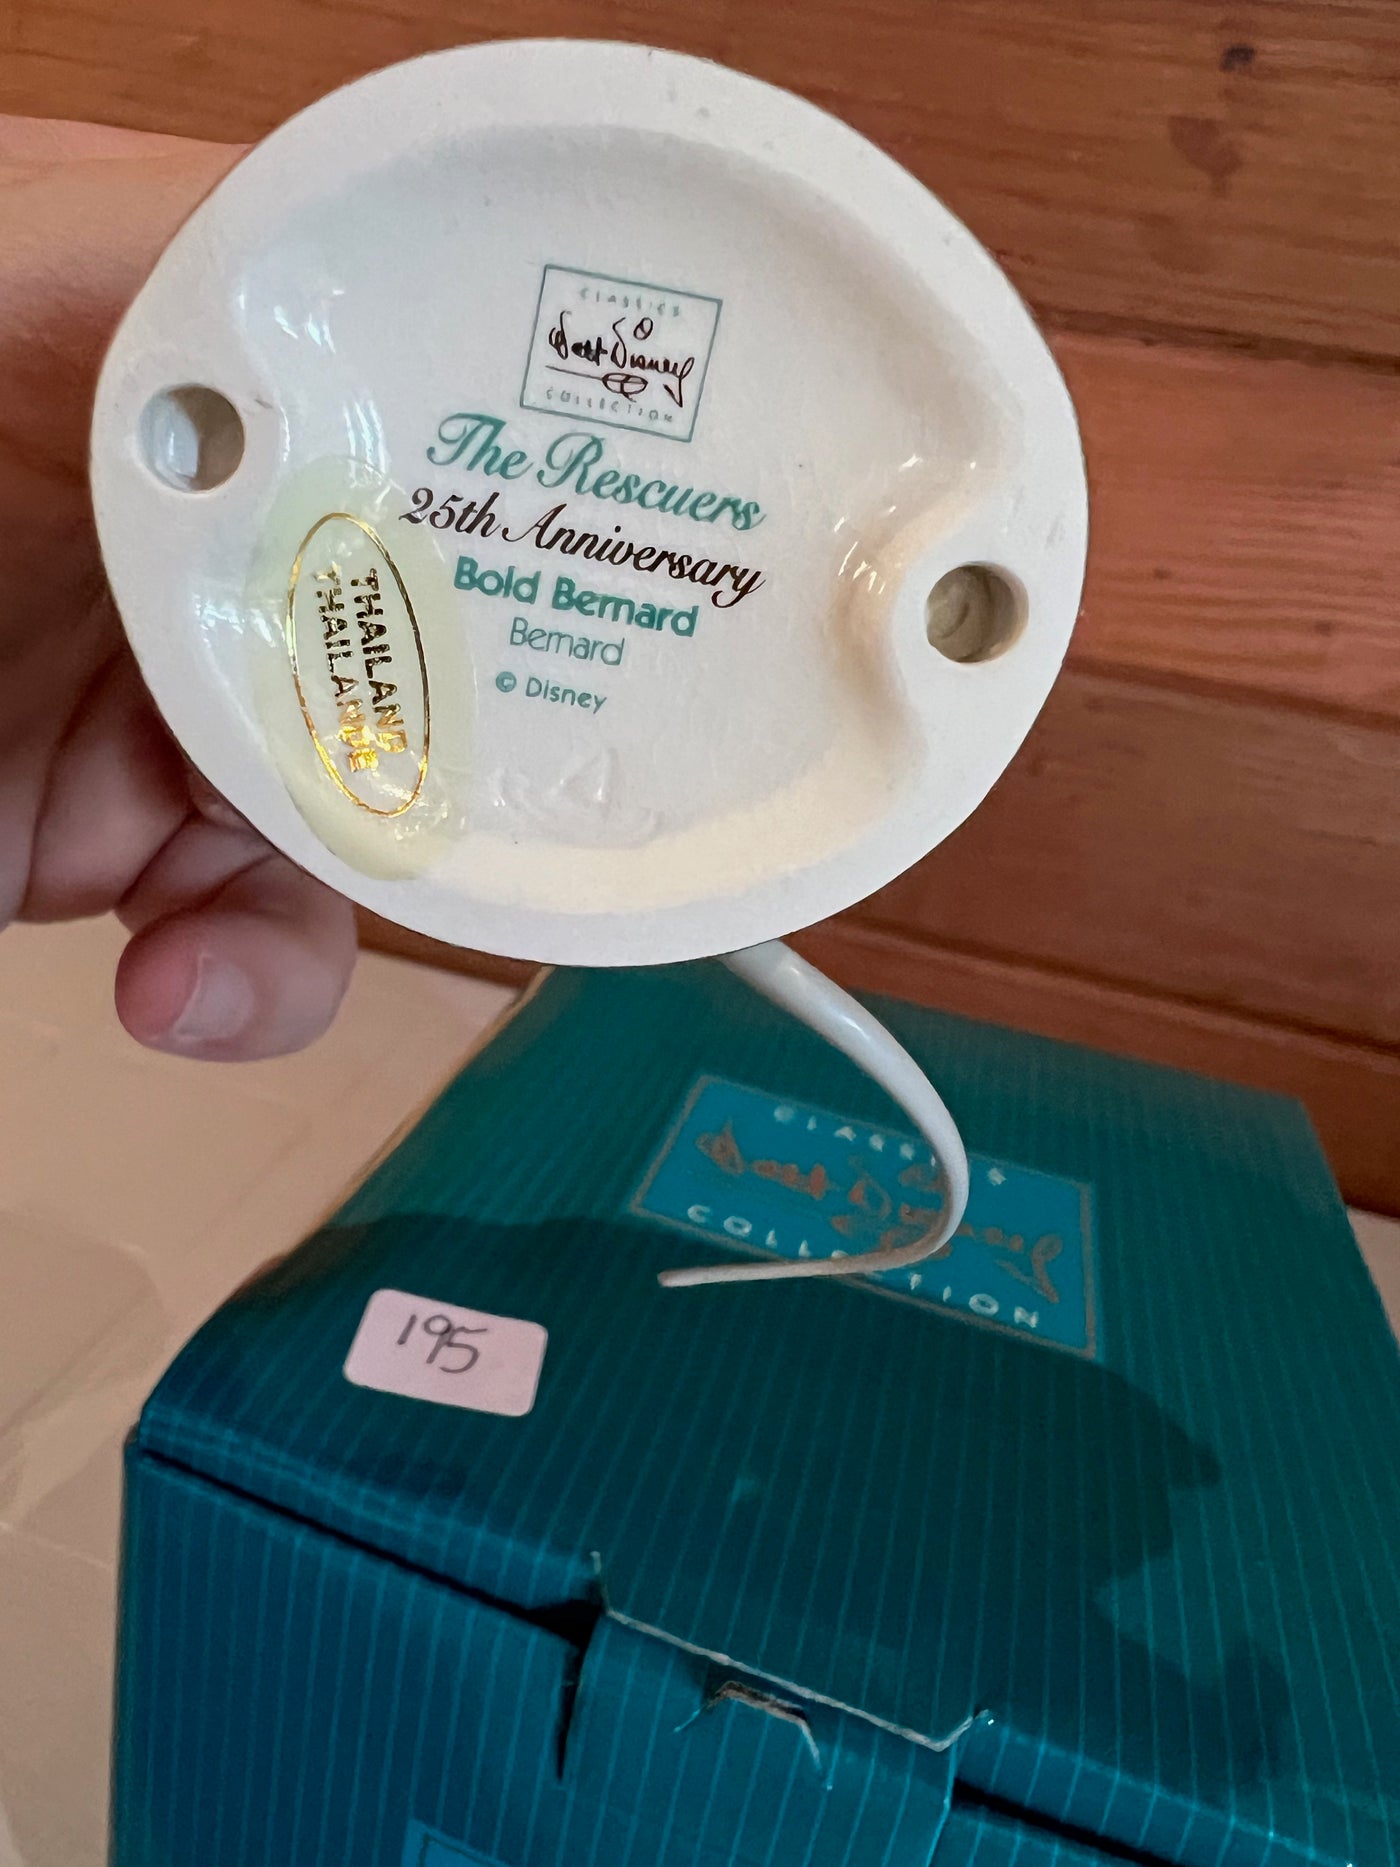 CLASSICS
Walt Disney
COLLECTION
The Rescuers
25th Anniversary
Bold Bernard
Bernard
© Disney
THAILAND
THAILANDE
CLASSICS
Walt Disney
COLLECTION
195